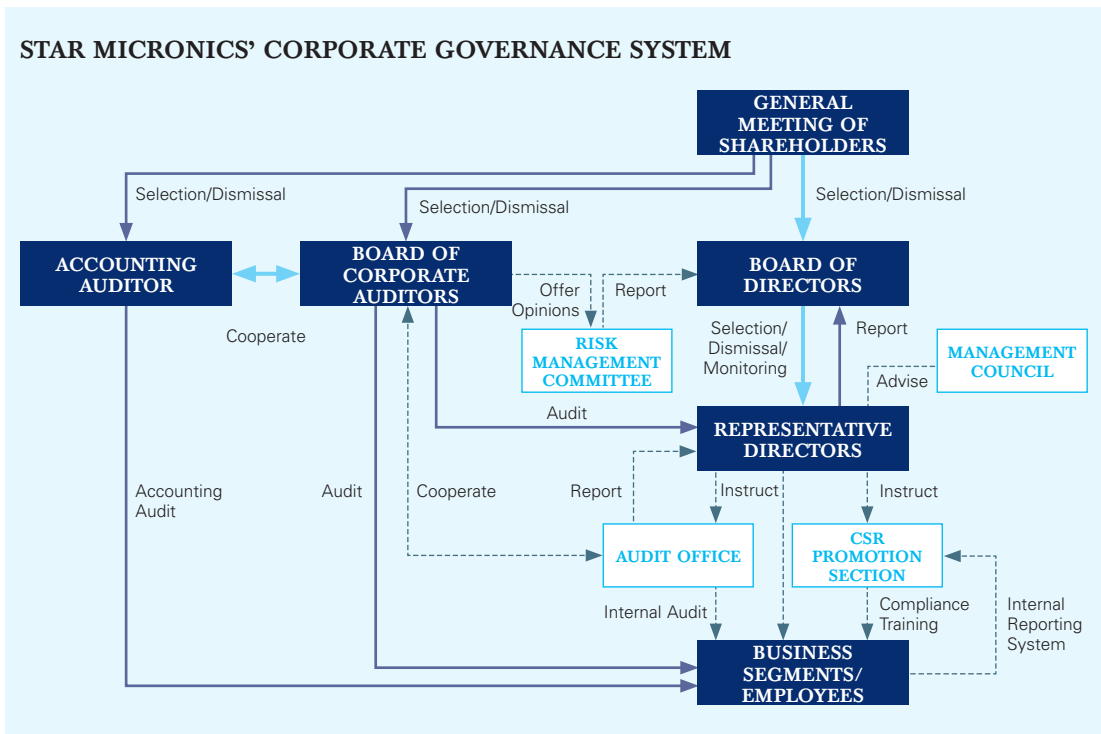 STAR MICRONICS’ CORPORATE GOVERNANCE SYSTEM
GENERAL
MEETING OF
SHAREHOLDERS
Selection/Dismissal
Selection/Dismissal
Selection/Dismissal
ACCOUNTING
AUDITOR
BOARD OF
CORPORATE
AUDITORS
BOARD OF
DIRECTORS
Cooperate
Offer
Opinions
Report
RISK
MANAGEMENT
COMMITTEE
Selection/
Dismissal/
Monitoring
Report
MANAGEMENT
COUNCIL
Advise
Audit
REPRESENTATIVE
DIRECTORS
Accounting
Audit
Audit
Cooperate
Report
Instruct
Instruct
AUDIT OFFICE
CSR
PROMOTION
SECTION
Internal Audit
Compliance
Training
Internal
Reporting
System
BUSINESS
SEGMENTS/
EMPLOYEES